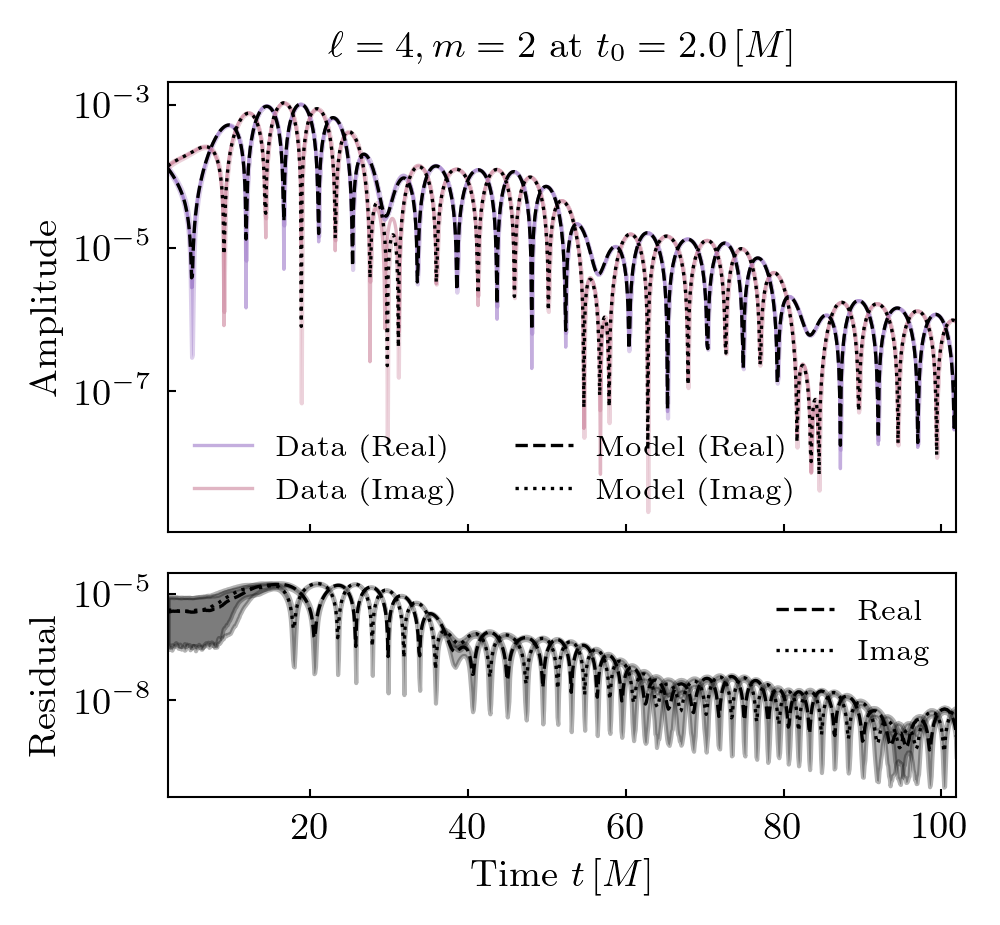 ℓ = 4, m = 2 at t₀ = 2.0 [M]
10⁻³
10⁻⁵
10⁻⁷
Amplitude
Data (Real)
Data (Imag)
Model (Real)
Model (Imag)
10⁻⁵
10⁻⁸
Residual
Real
Imag
20 40 60 80 100
Time t [M]